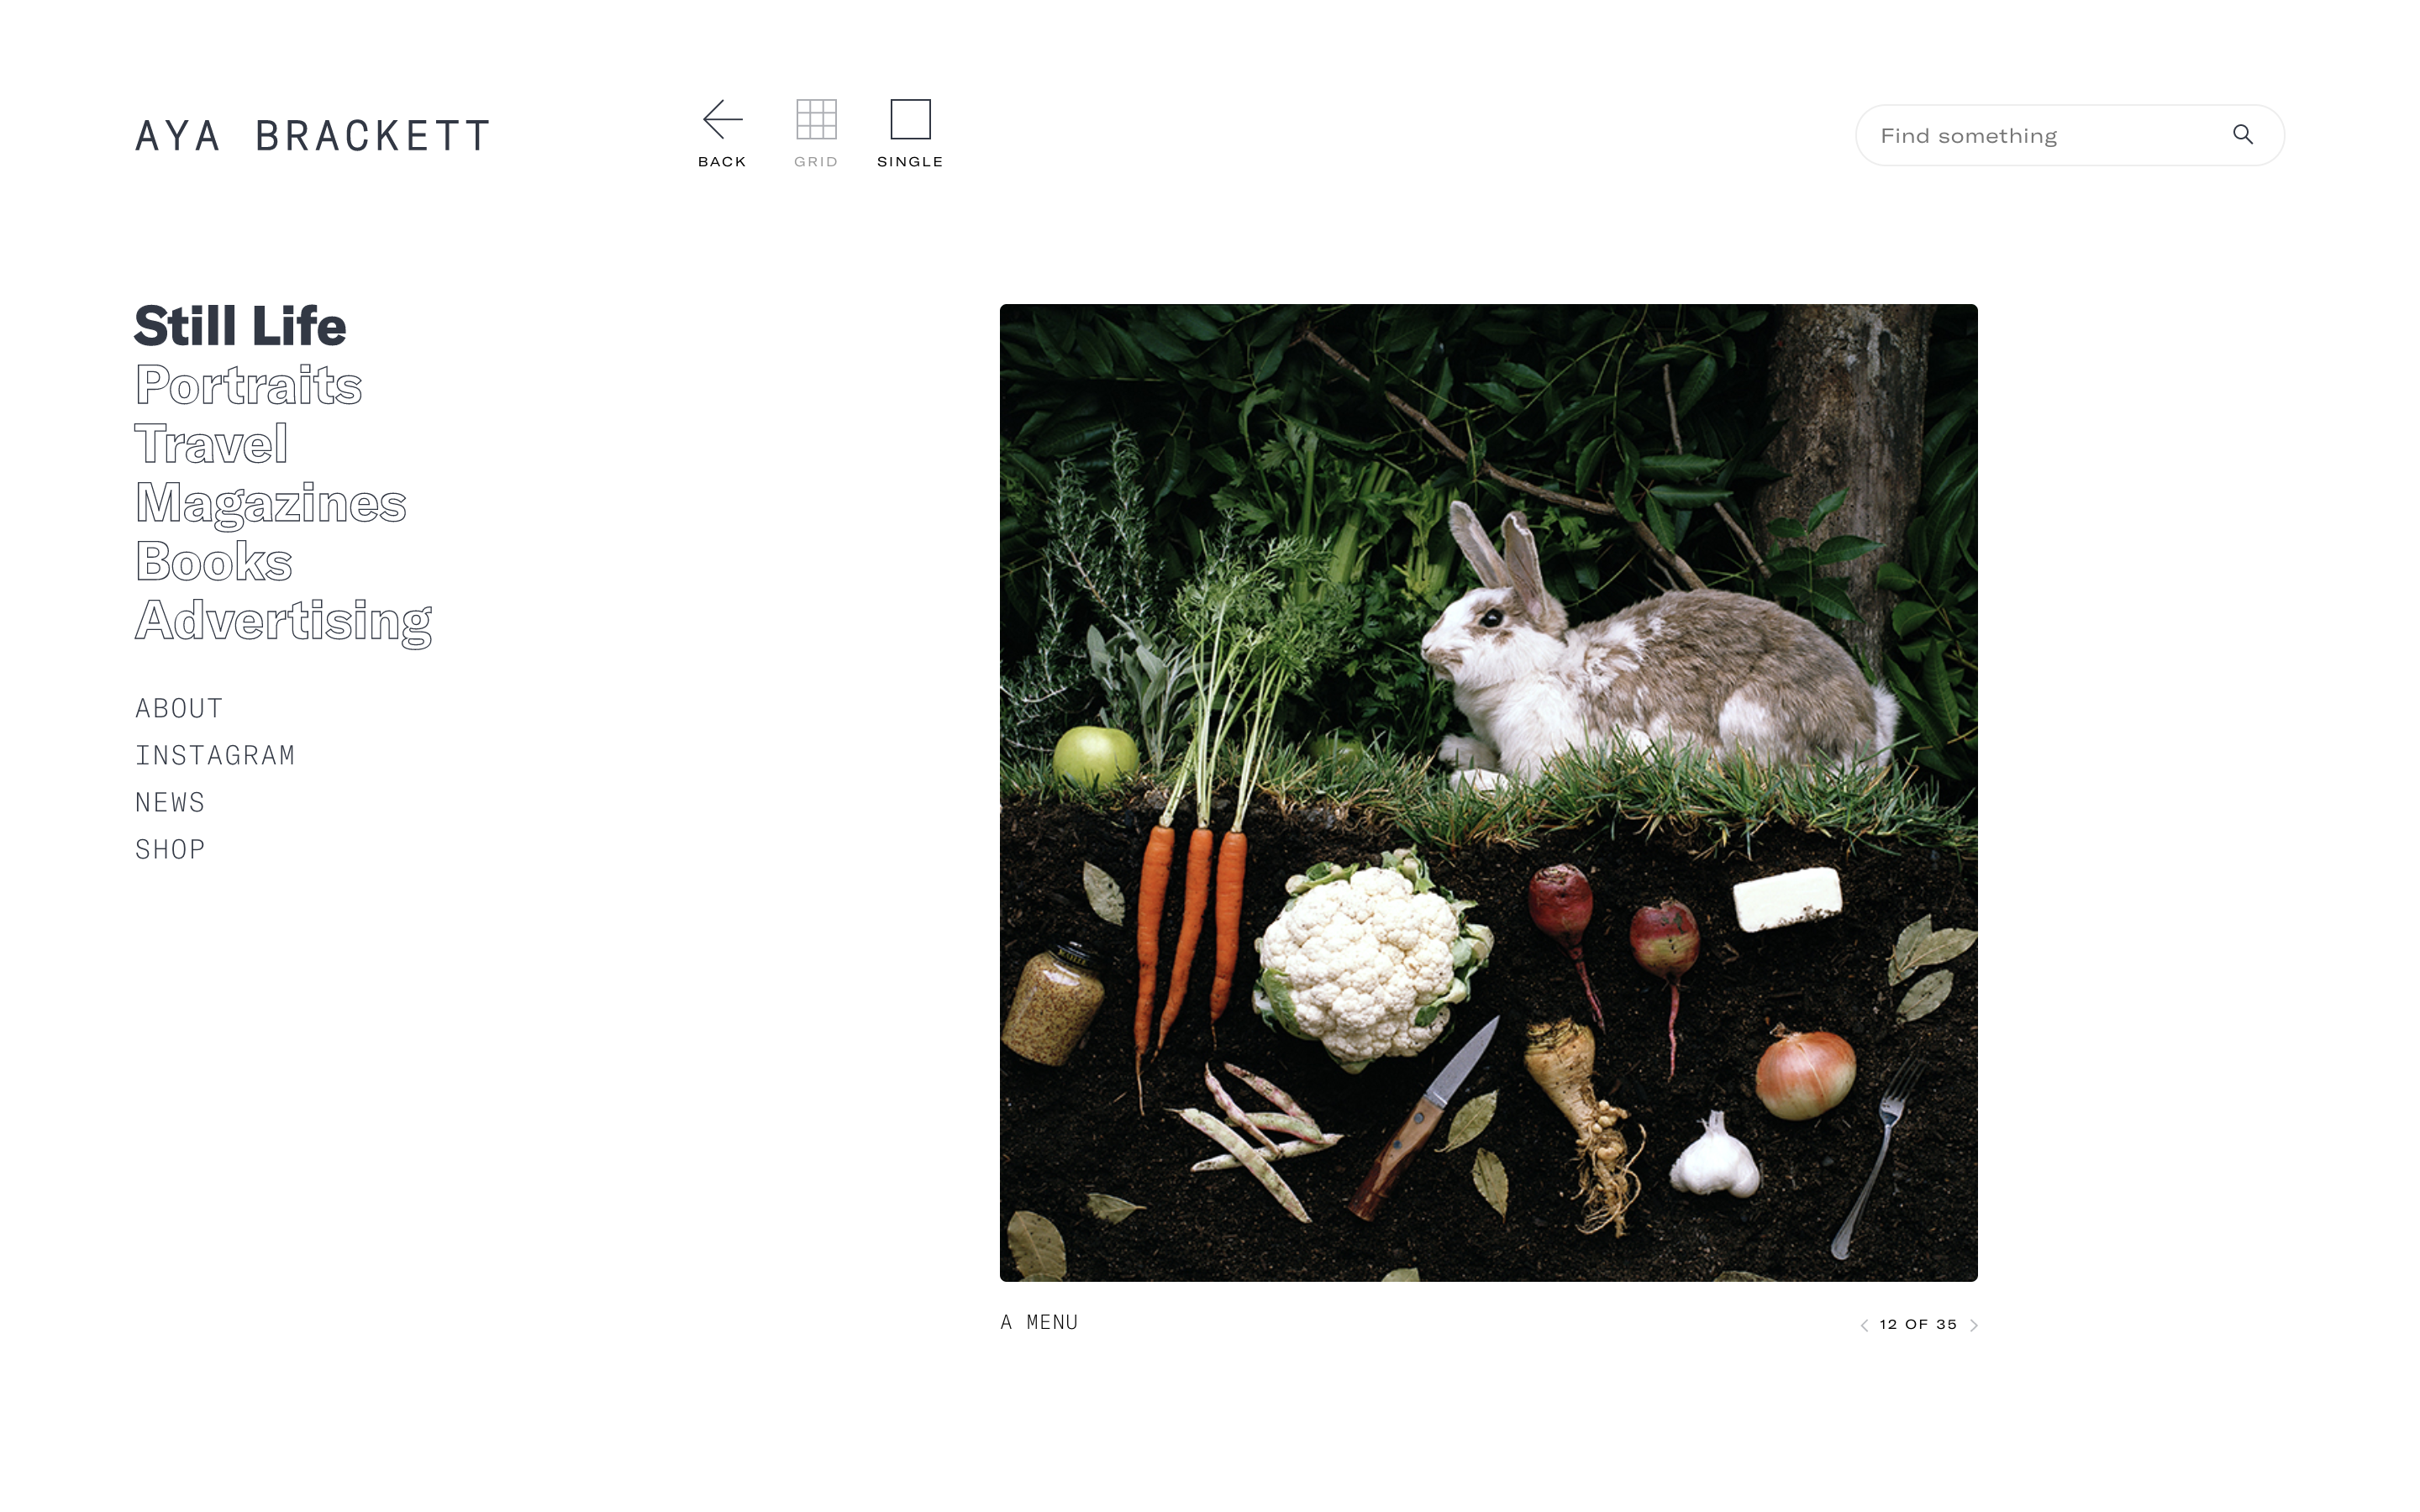 AYA BRACKETT
BACK
GRID
SINGLE
Find something
Still Life
Portraits
Travel
Magazines
Books
Advertising
ABOUT
INSTAGRAM
NEWS
SHOP
A MENU
12 OF 35